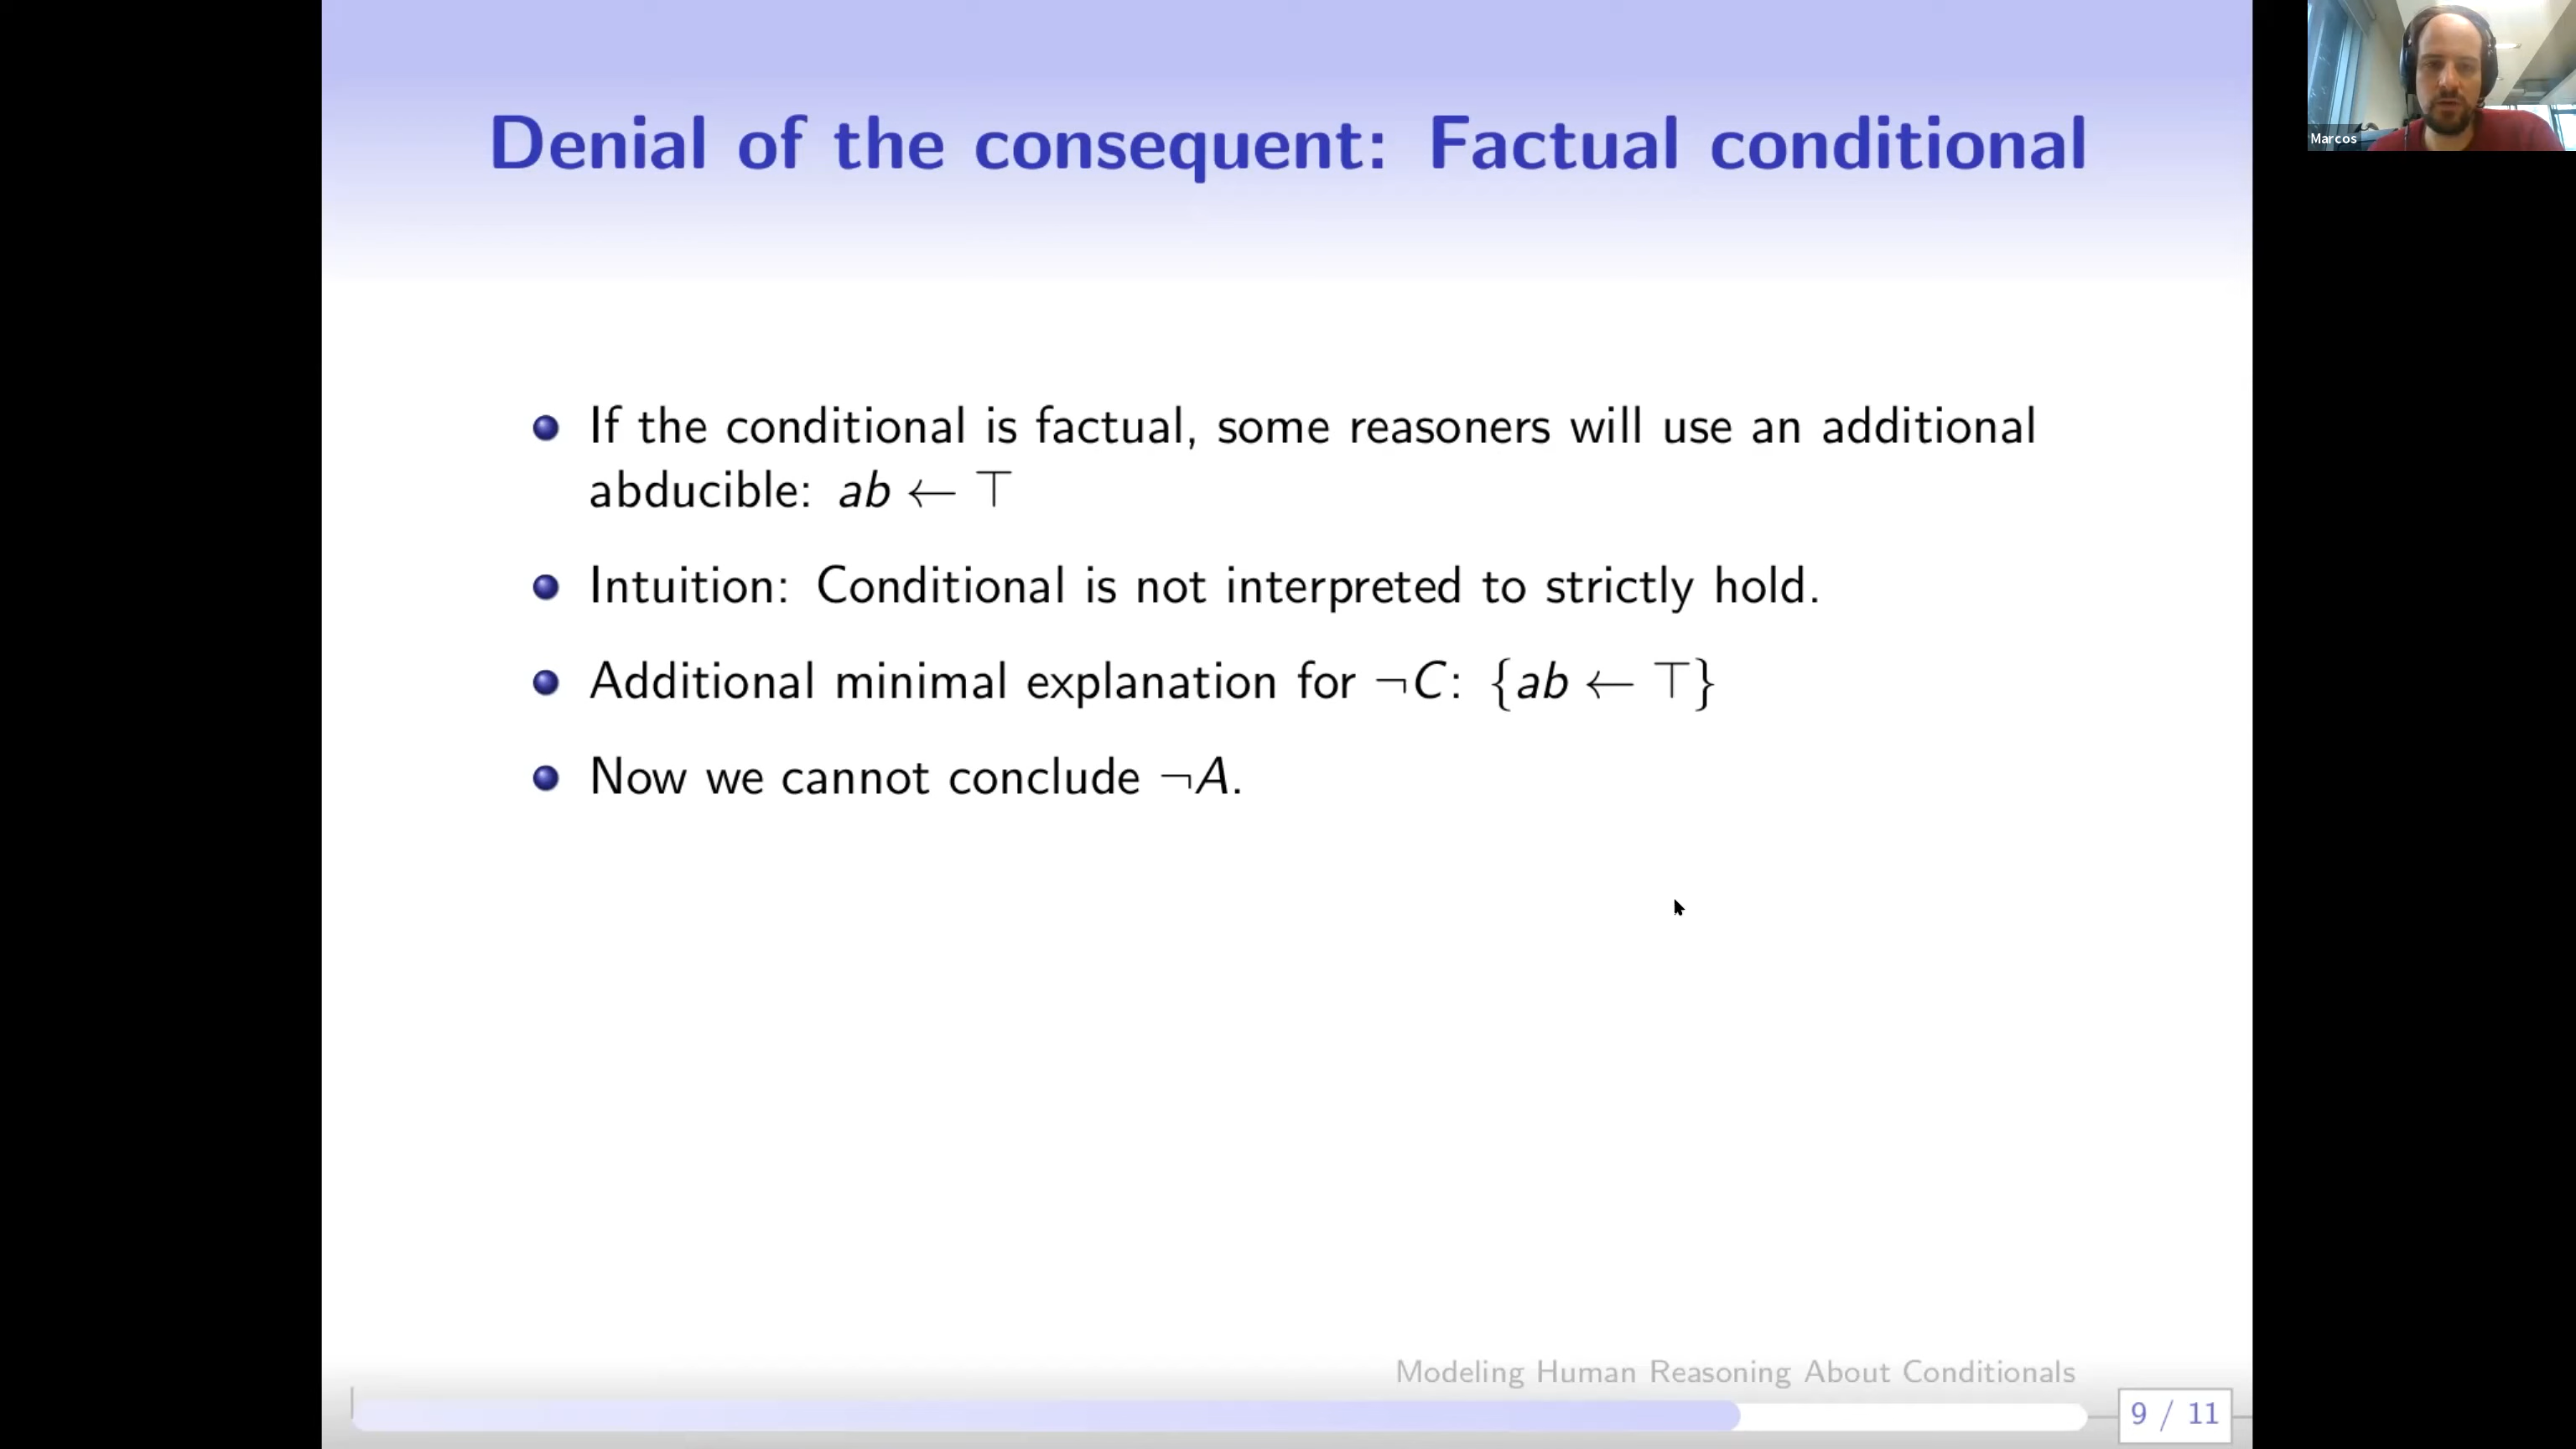 Denial of the consequent: Factual conditional
Marcos
If the conditional is factual, some reasoners will use an additional
abducible: ab ← ⊤
Intuition: Conditional is not interpreted to strictly hold.
Additional minimal explanation for ¬C: {ab ← ⊤}
Now we cannot conclude ¬A.
Modeling Human Reasoning About Conditionals
9 / 11